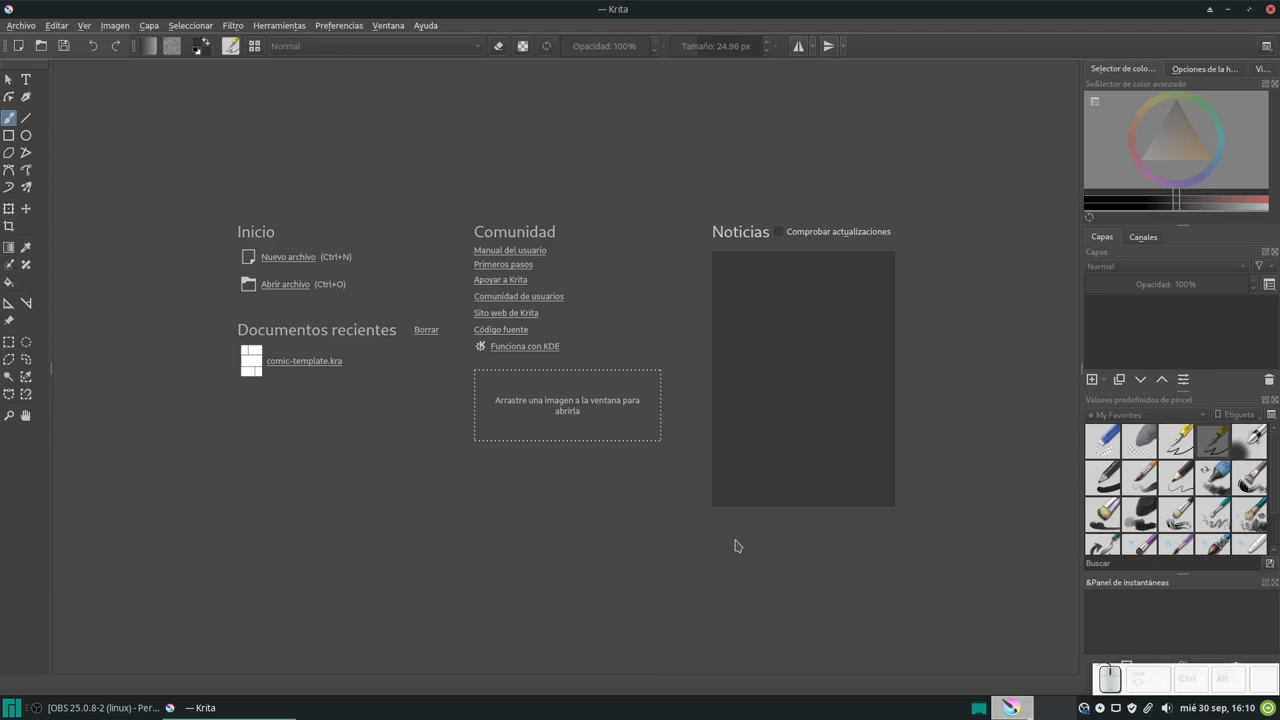 — Krita
Archivo Editar Ver Imagen Capa Seleccionar Filtro Herramientas Preferencias Ventana Ayuda
Normal Opacidad: 100% Tamaño: 24.96 px
Selector de colo... Opciones de la h... Vi...
Se&lector de color avanzado
Inicio
Nuevo archivo (Ctrl+N)
Abrir archivo (Ctrl+O)
Documentos recientes Borrar
comic-template.kra
Comunidad
Manual del usuario
Primeros pasos
Apoyar a Krita
Comunidad de usuarios
Sito web de Krita
Código fuente
Funciona con KDE
Arrastre una imagen a la ventana para
abrirla
Noticias Comprobar actualizaciones
Capas Canales
Capas
Normal
Opacidad: 100%
Valores predefinidos de pincel
My Favorites Etiqueta
Buscar
&Panel de instantáneas
Ctrl Alt
[OBS 25.0.8-2 (linux) - Per... — Krita mié 30 sep, 16:10